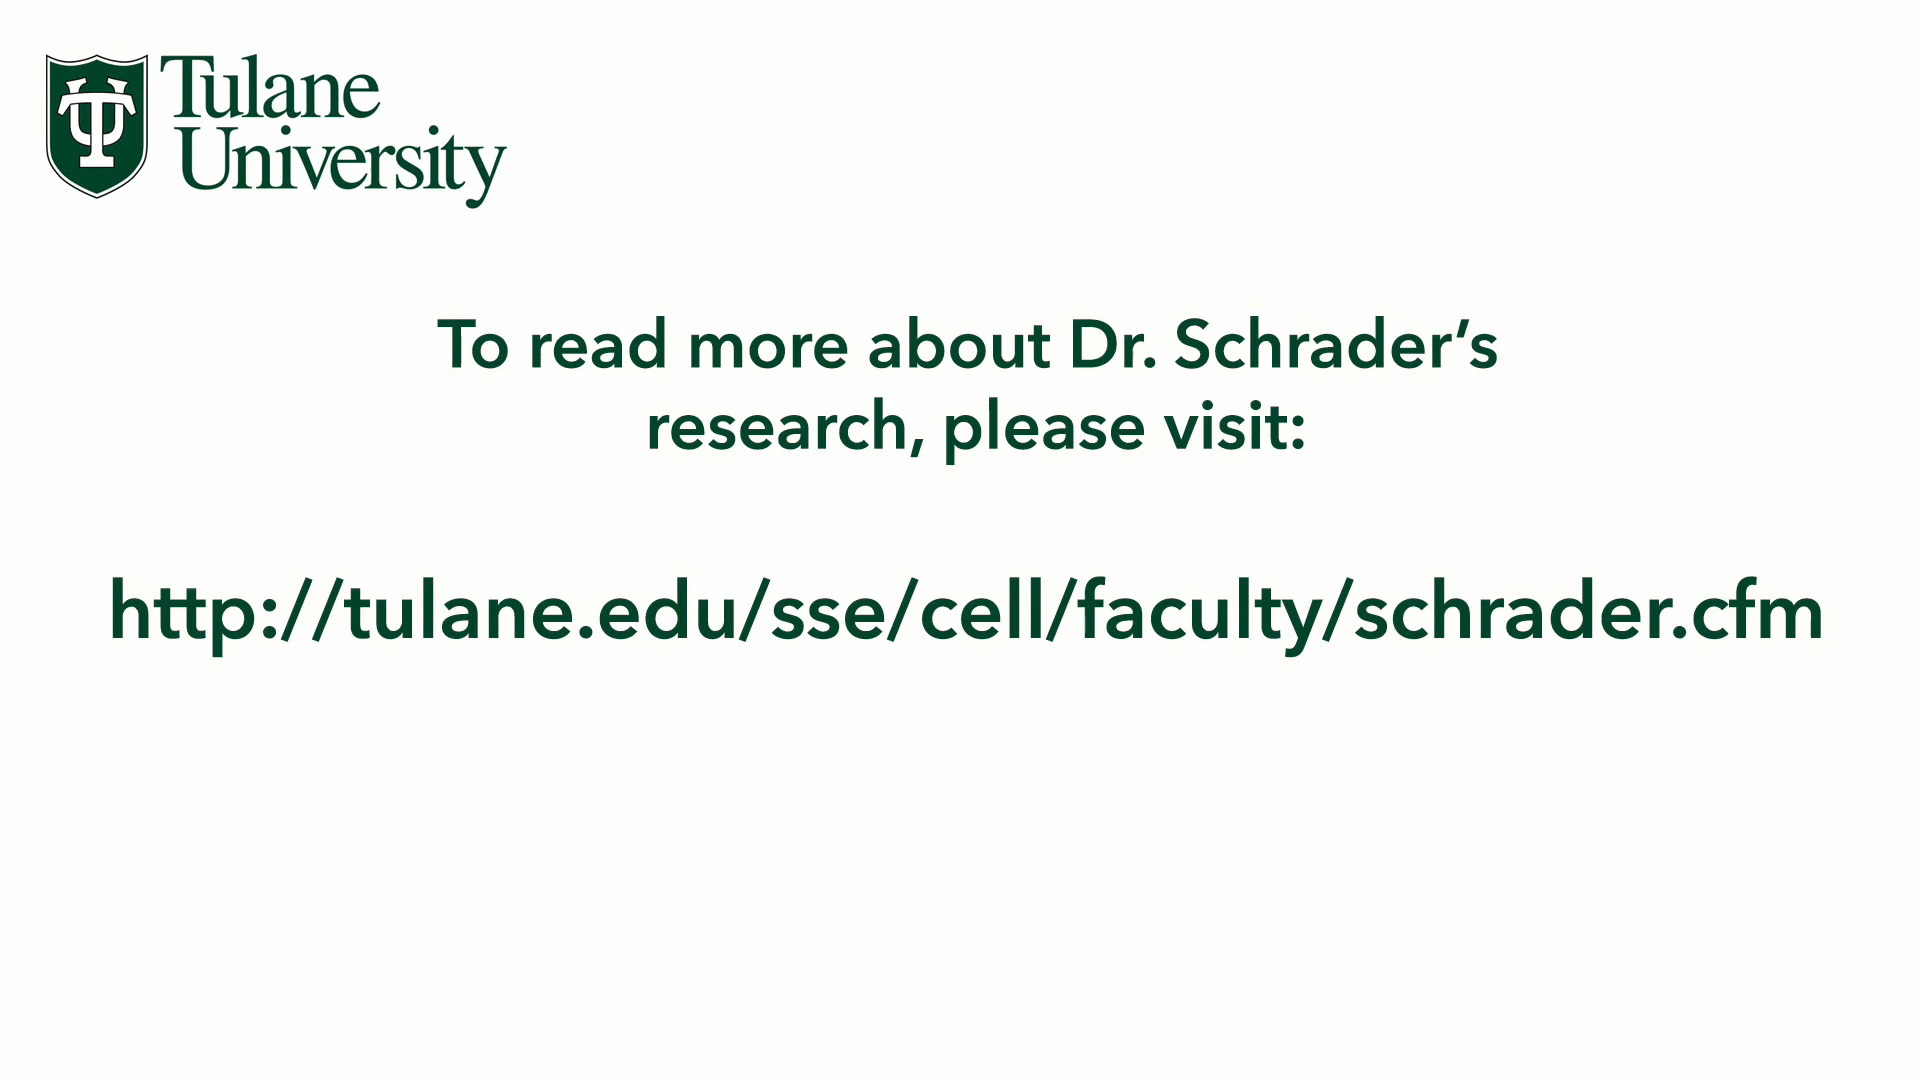 Tulane
University
To read more about Dr. Schrader’s
research, please visit:
http://tulane.edu/sse/cell/faculty/schrader.cfm